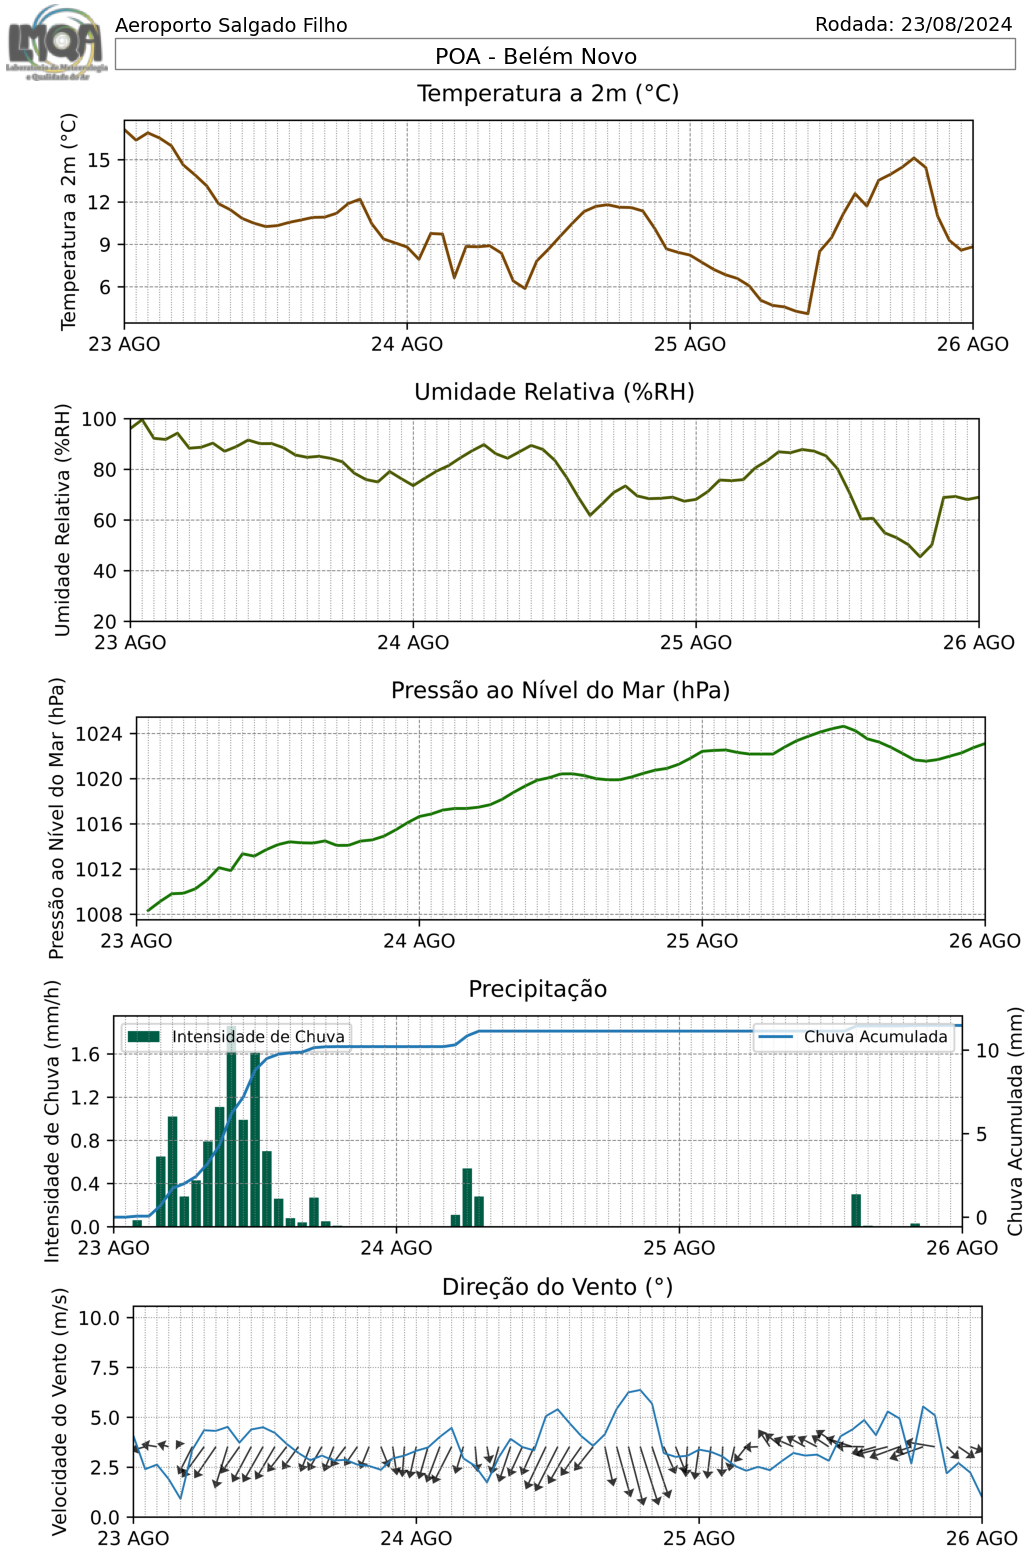 LMQA
Laboratório de Meteorologia
e Qualidade do Ar
Aeroporto Salgado Filho
Rodada: 23/08/2024
POA - Belém Novo
Temperatura a 2m (°C)
Temperatura a 2m (°C)
15
12
9
6
23 AGO 24 AGO 25 AGO 26 AGO
Umidade Relativa (%RH)
Umidade Relativa (%RH)
100
80
60
40
20
23 AGO 24 AGO 25 AGO 26 AGO
Pressão ao Nível do Mar (hPa)
Pressão ao Nível do Mar (hPa)
1024
1020
1016
1012
1008
23 AGO 24 AGO 25 AGO 26 AGO
Precipitação
Intensidade de Chuva (mm/h)
Intensidade de Chuva
Chuva Acumulada
1.6
1.2
0.8
0.4
0.0
10
5
0
Chuva Acumulada (mm)
23 AGO 24 AGO 25 AGO 26 AGO
Direção do Vento (°)
Velocidade do Vento (m/s)
10.0
7.5
5.0
2.5
0.0
23 AGO 24 AGO 25 AGO 26 AGO